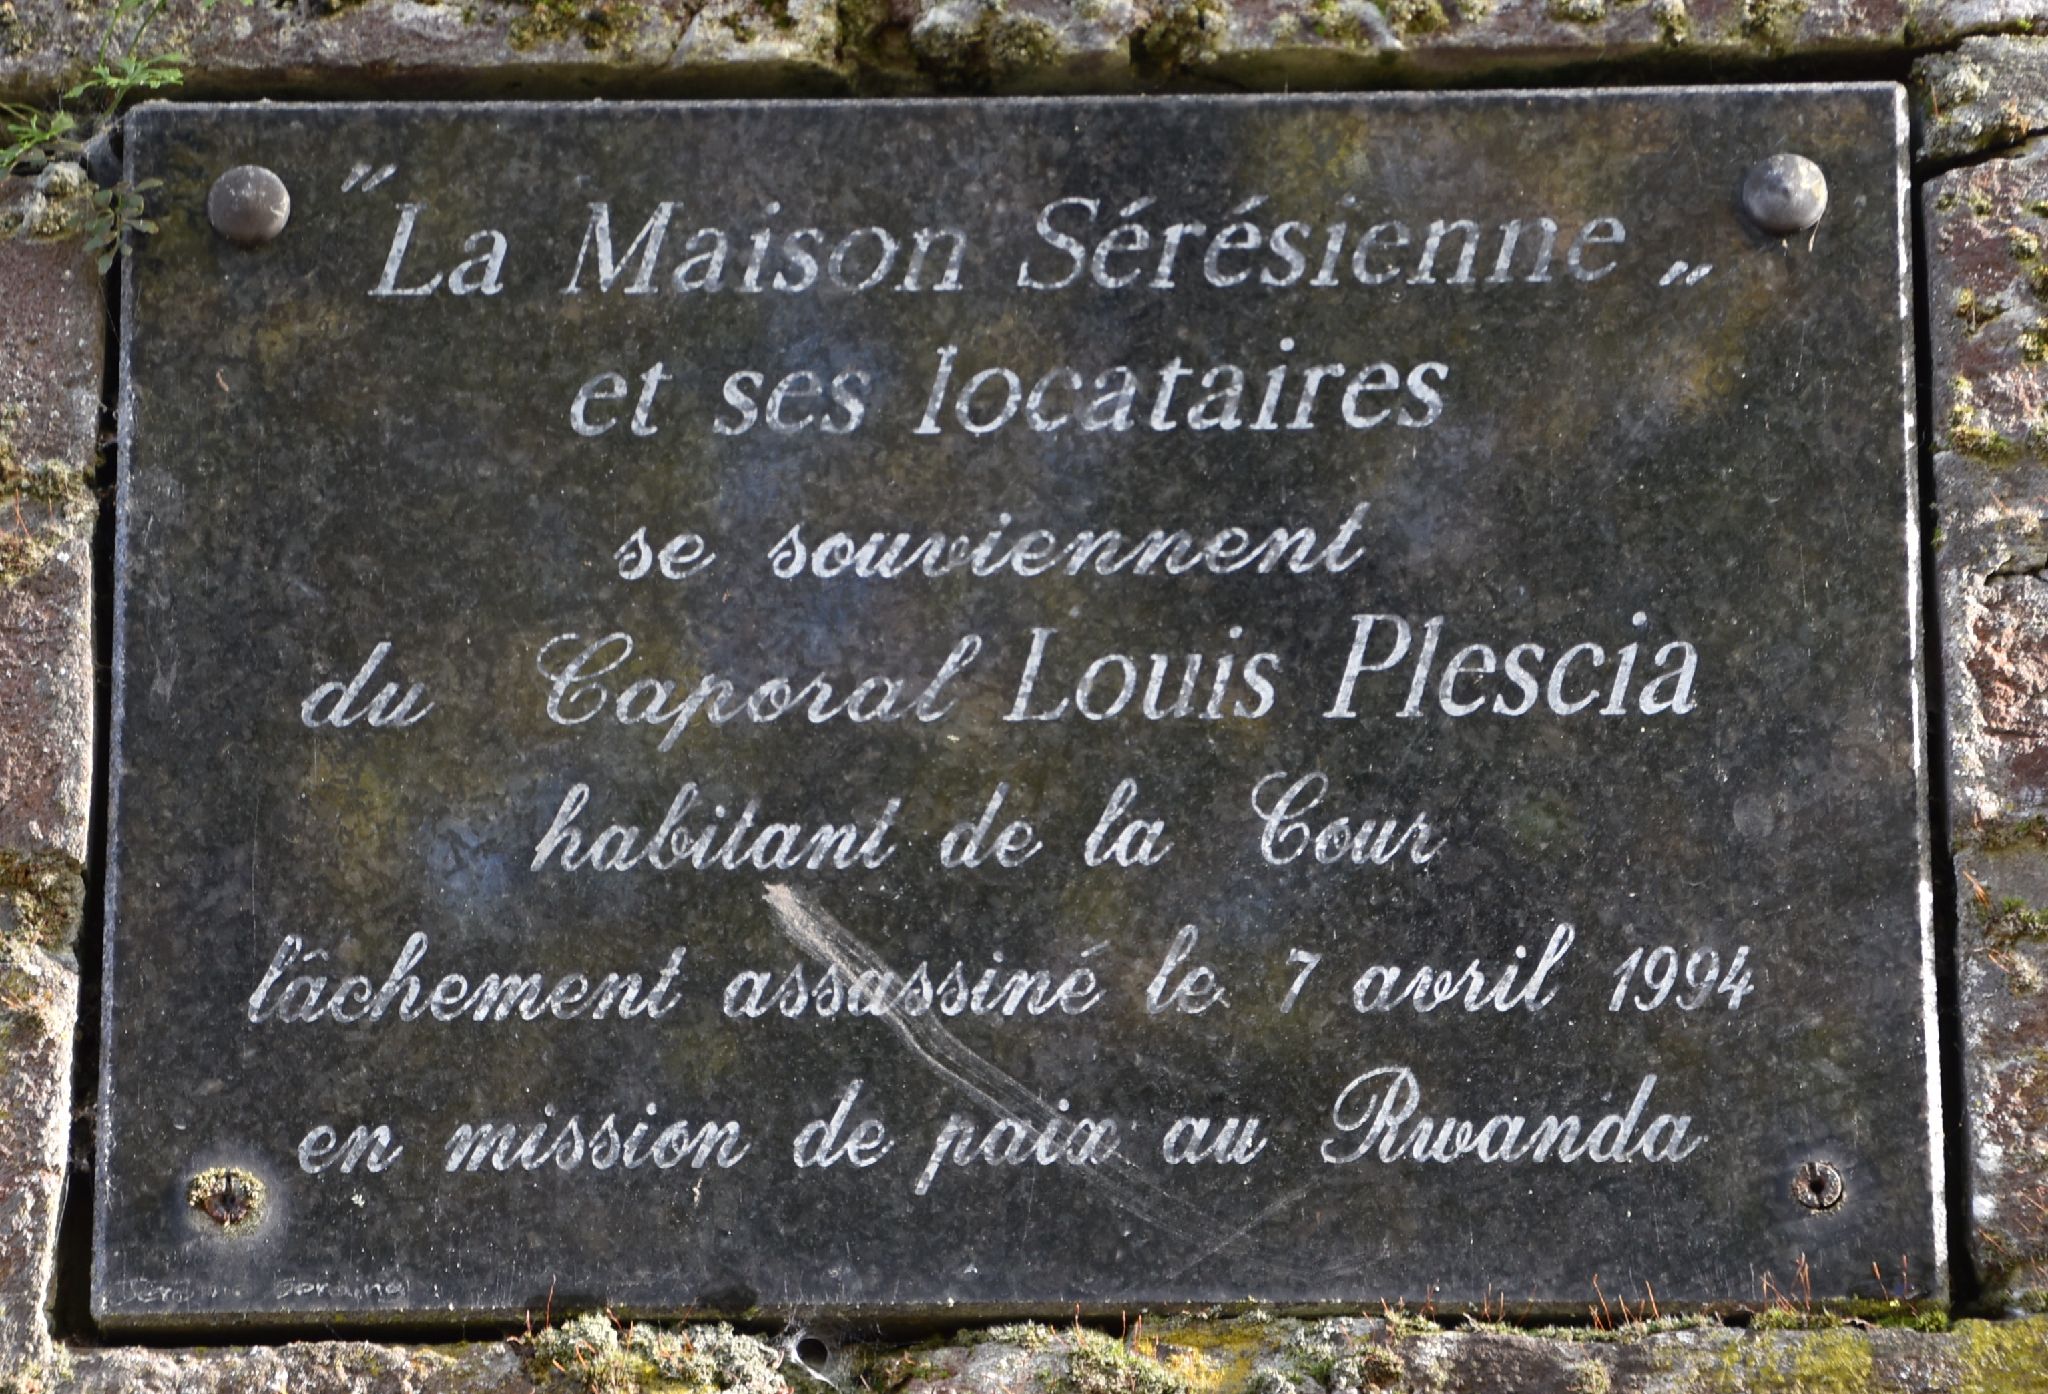 "La Maison Sérésienne"
et ses locataires
se souviennent
du Caporal Louis Plescia
habitant de la Cour
lâchement assassiné le 7 avril 1994
en mission de paix au Rwanda